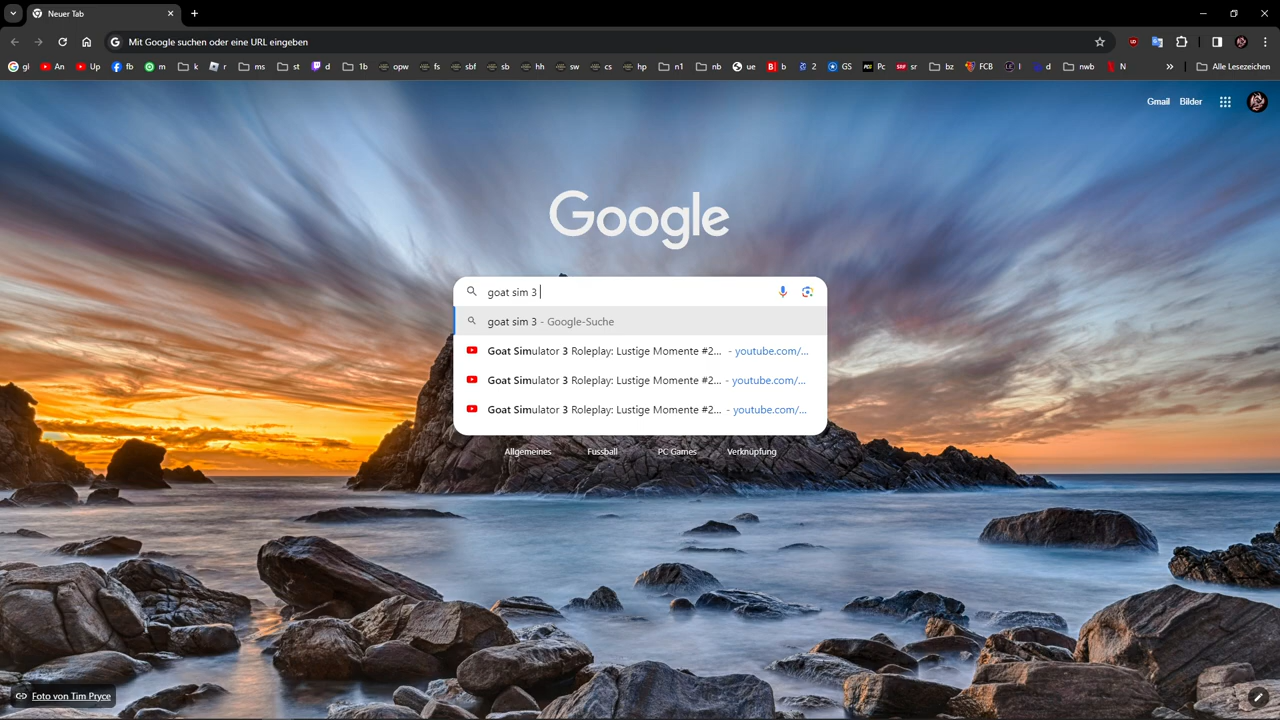 Neuer Tab
Mit Google suchen oder eine URL eingeben
gl An Up fb m k r ms st d 1b opw fs sbf sb hh sw cs hp n1 nb ue b 2 GS Pc sr bz FCB l d nwb N » Alle Lesezeichen
Gmail Bilder
Google
goat sim 3
goat sim 3 - Google-Suche
Goat Simulator 3 Roleplay: Lustige Momente #2... - youtube.com/...
Goat Simulator 3 Roleplay: Lustige Momente #2... - youtube.com/...
Goat Simulator 3 Roleplay: Lustige Momente #2... - youtube.com/...
Allgemeines Fussball PC Games Verknüpfung
Foto von Tim Pryce